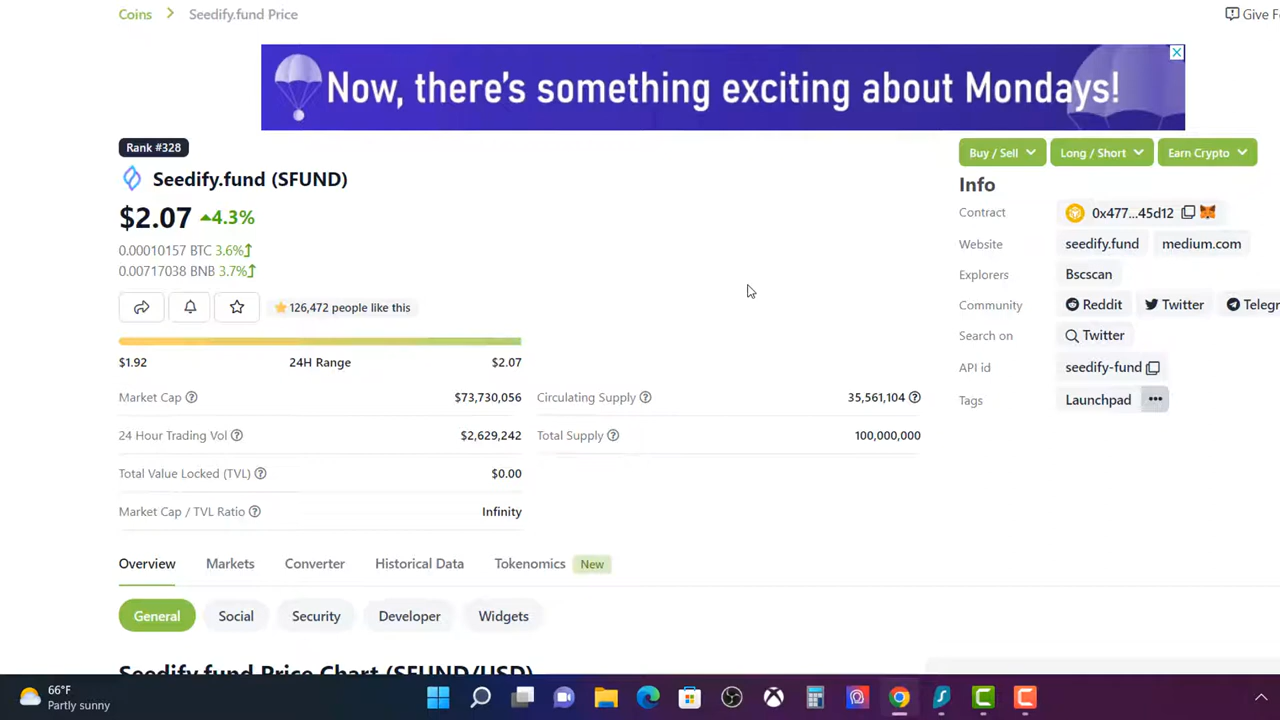 Coins > Seedify.fund Price
Give F
Now, there's something exciting about Mondays!
Rank #328
Seedify.fund (SFUND)
$2.07 4.3%
0.00010157 BTC 3.6%
0.00717038 BNB 3.7%
126,472 people like this
$1.92 24H Range $2.07
Market Cap $73,730,056
24 Hour Trading Vol $2,629,242
Total Value Locked (TVL) $0.00
Market Cap / TVL Ratio Infinity
Circulating Supply 35,561,104
Total Supply 100,000,000
Buy / Sell Long / Short Earn Crypto
Info
Contract 0x477...45d12
Website seedify.fund medium.com
Explorers Bscscan
Community Reddit Twitter Telegr
Search on Twitter
API id seedify-fund
Tags Launchpad •••
Overview Markets Converter Historical Data Tokenomics New
General Social Security Developer Widgets
Seedify.fund Price Chart (SFUND/USD)
66°F
Partly sunny